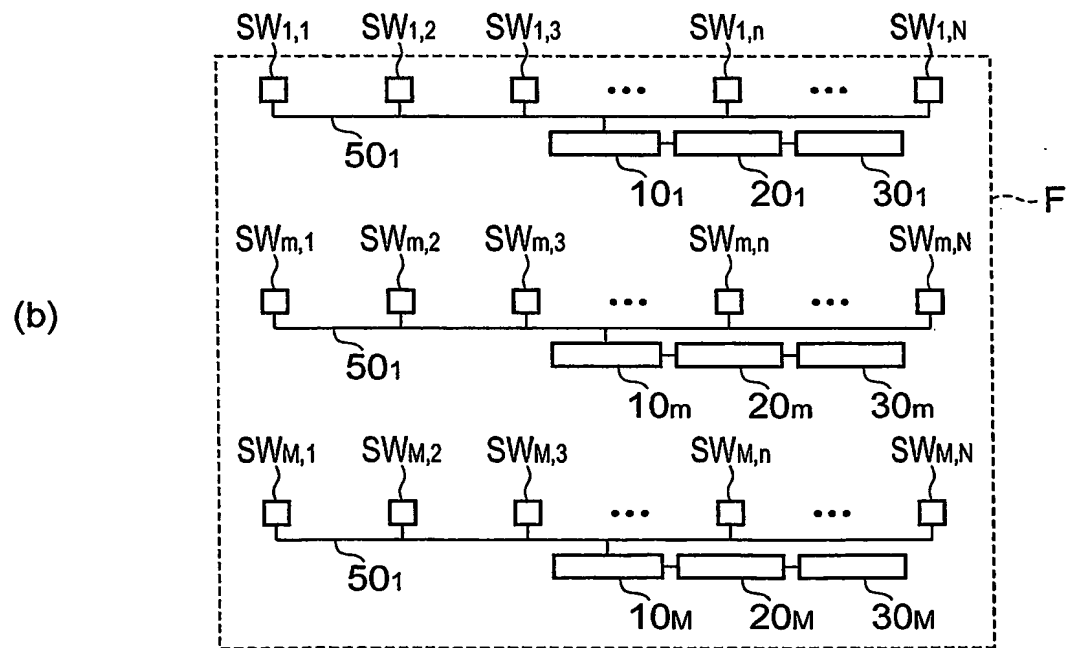 SW1,1 SW1,2 SW1,3 SW1,n SW1,N
••• •••
501 101 201 301
F
SWm,1 SWm,2 SWm,3 SWm,n SWm,N
(b)
••• •••
501 10m 20m 30m
SWM,1 SWM,2 SWM,3 SWM,n SWM,N
••• •••
501 10M 20M 30M